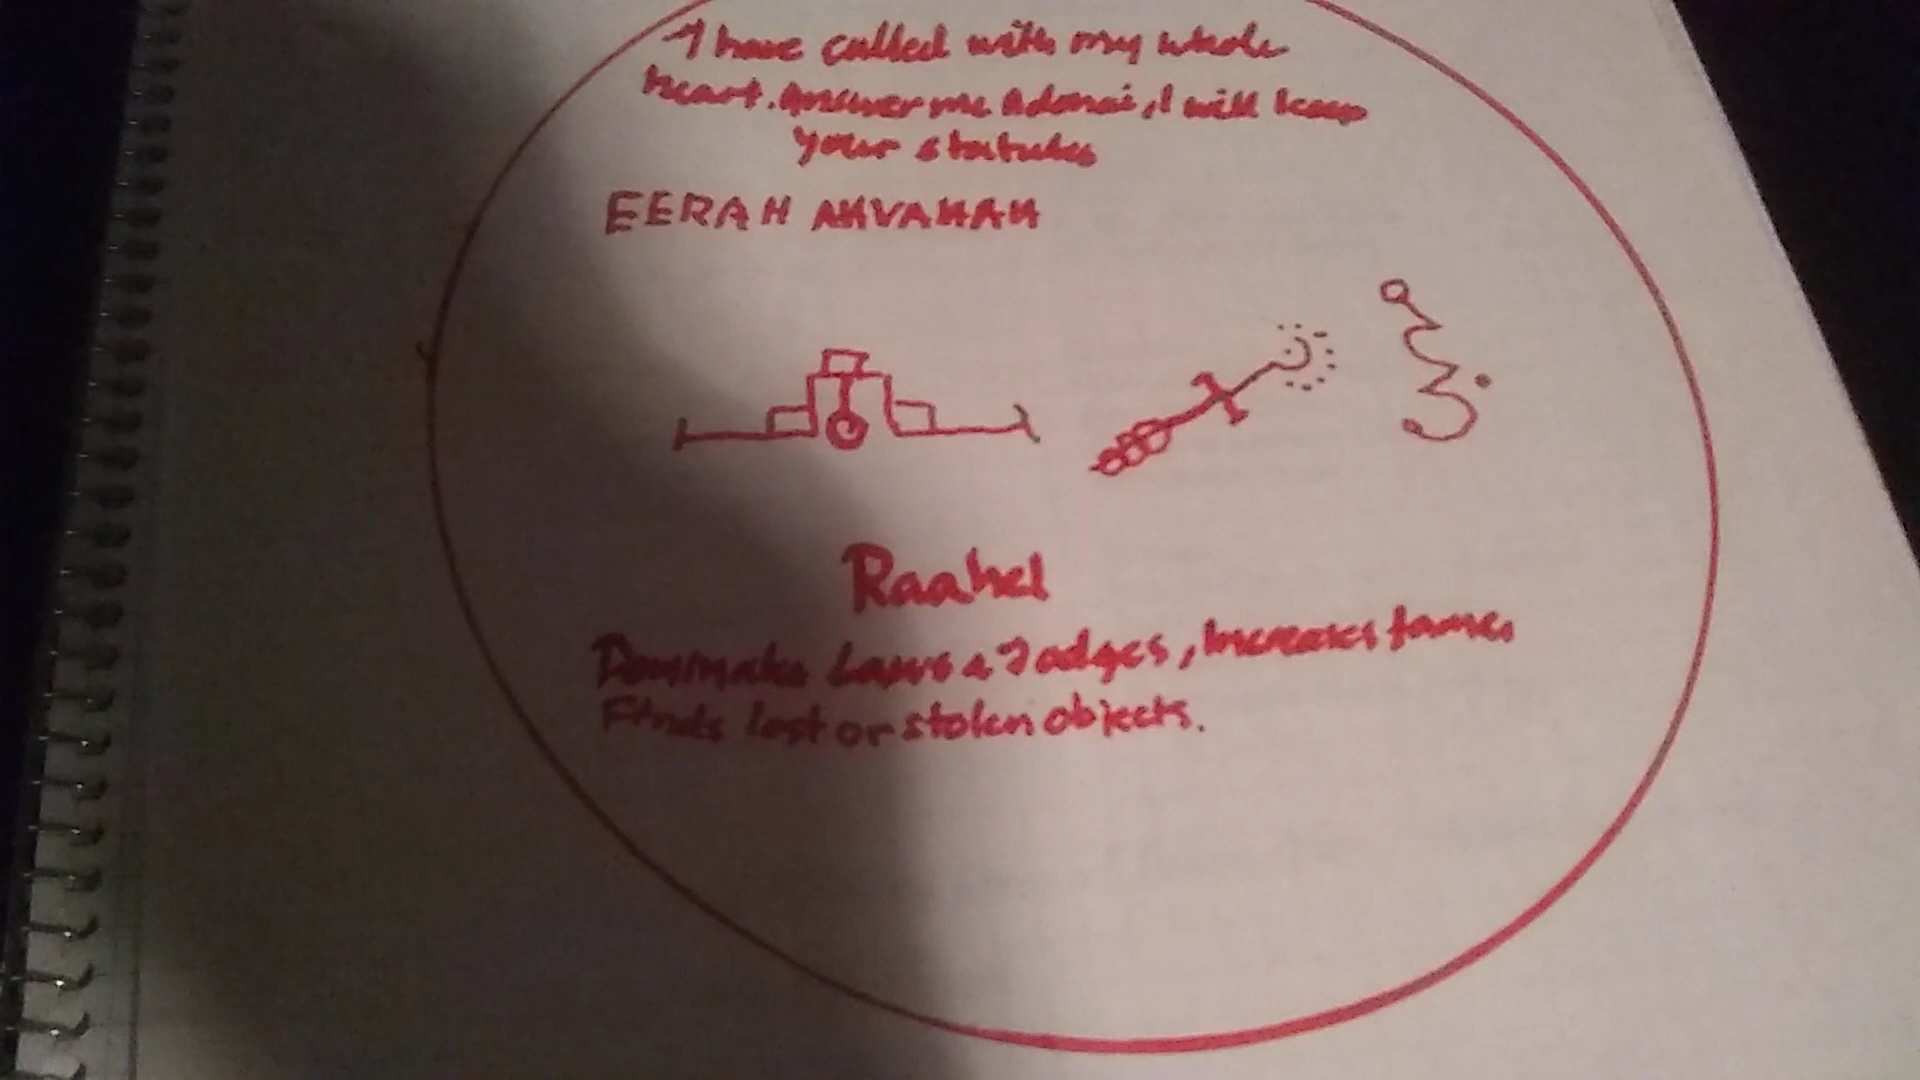 I have called with my whole
heart. Answer me Adonai, I will keep
your statutes
EERAH AHVAHAH
Raahel
Dominate Laws & Judges, Increases fame,
Finds lost or stolen objects.